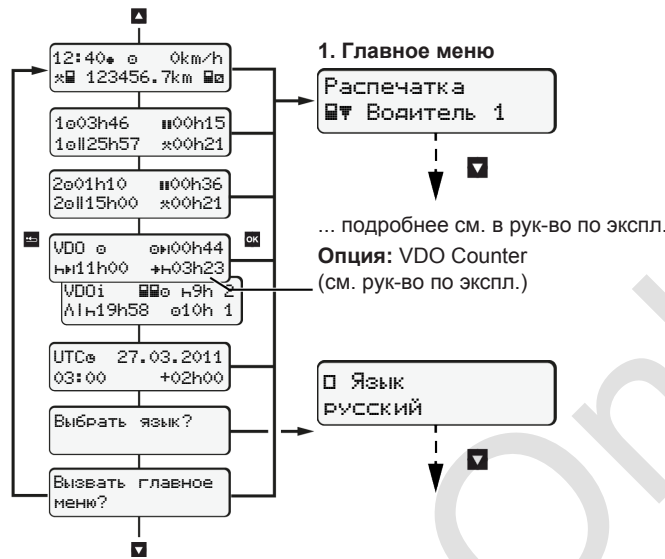 12:40 0km/h
123456.7km
1 03h46 00h15
1 25h57 00h21
2 01h10 00h36
2 15h00 00h21
VDO 00h44
11h00 03h23
VDOi 9h 2
19h58 10h 1
UTC 27.03.2011
03:00 +02h00
Выбрать язык?
Вызвать главное
меню?
OK
1. Главное меню
Распечатка
Водитель 1
... подробнее см. в рук-во по экспл.
Опция: VDO Counter
(см. рук-во по экспл.)
Язык
русский